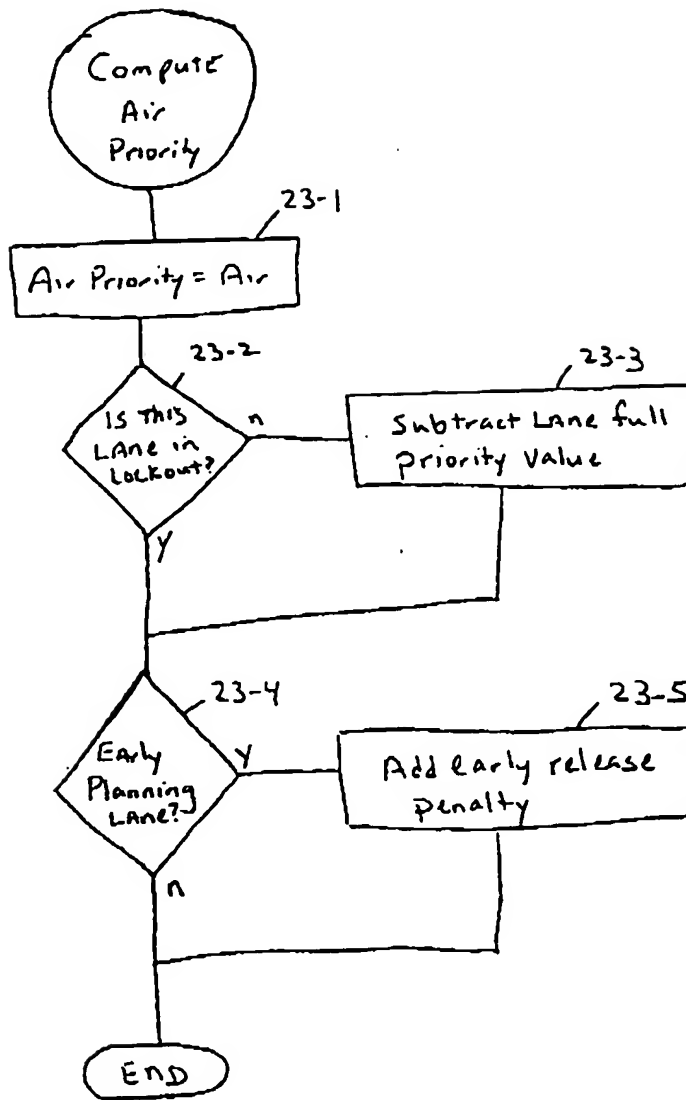 Compute
Air
Priority
23-1
Air Priority = Air
23-2
Is This
Lane in
Lockout?
n
y
23-3
Subtract Lane full
priority value
23-4
Early
Planning
Lane?
y
n
23-5
Add early release
penalty
END